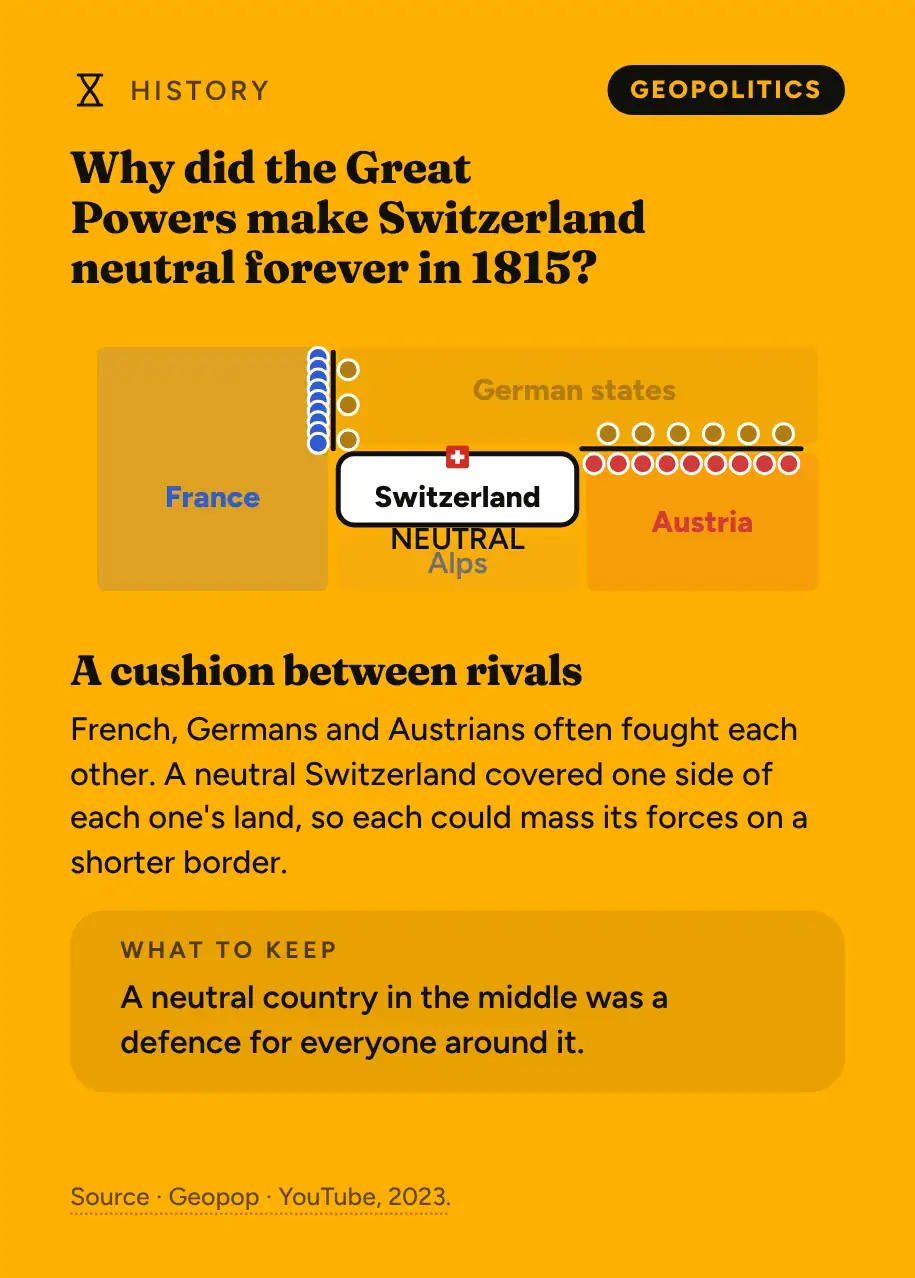 HISTORY
GEOPOLITICS
Why did the Great
Powers make Switzerland
neutral forever in 1815?
German states
France
Switzerland
Austria
NEUTRAL
Alps
A cushion between rivals
French, Germans and Austrians often fought each
other. A neutral Switzerland covered one side of
each one's land, so each could mass its forces on a
shorter border.
WHAT TO KEEP
A neutral country in the middle was a
defence for everyone around it.
Source · Geopop · YouTube, 2023.